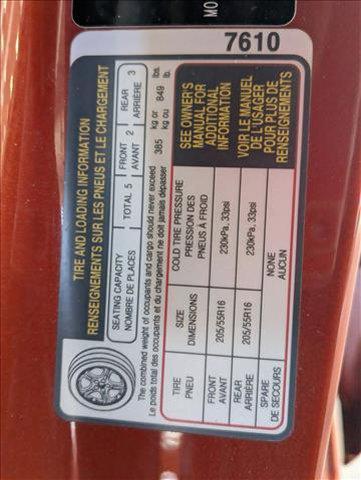 MO
7610
TIRE AND LOADING INFORMATION
RENSEIGNEMENTS SUR LES PNEUS ET LE CHARGEMENT
SEATING CAPACITY
NOMBRE DE PLACES
TOTAL 5
FRONT 2
AVANT
REAR 3
ARRIÈRE
The combined weight of occupants and cargo should never exceed 385 kg or 849 lbs.
Le poids total des occupants et du chargement ne doit jamais dépasser kg ou lb.
TIRE
PNEU
SIZE
DIMENSIONS
COLD TIRE PRESSURE
PRESSION DES
PNEUS À FROID
FRONT
AVANT
205/55R16
230kPa, 33psi
REAR
ARRIÈRE
205/55R16
230kPa, 33psi
SPARE
DE SECOURS
NONE
AUCUN
SEE OWNER'S
MANUAL FOR
ADDITIONAL
INFORMATION
VOIR LE MANUEL
DE L'USAGER
POUR PLUS DE
RENSEIGNEMENTS